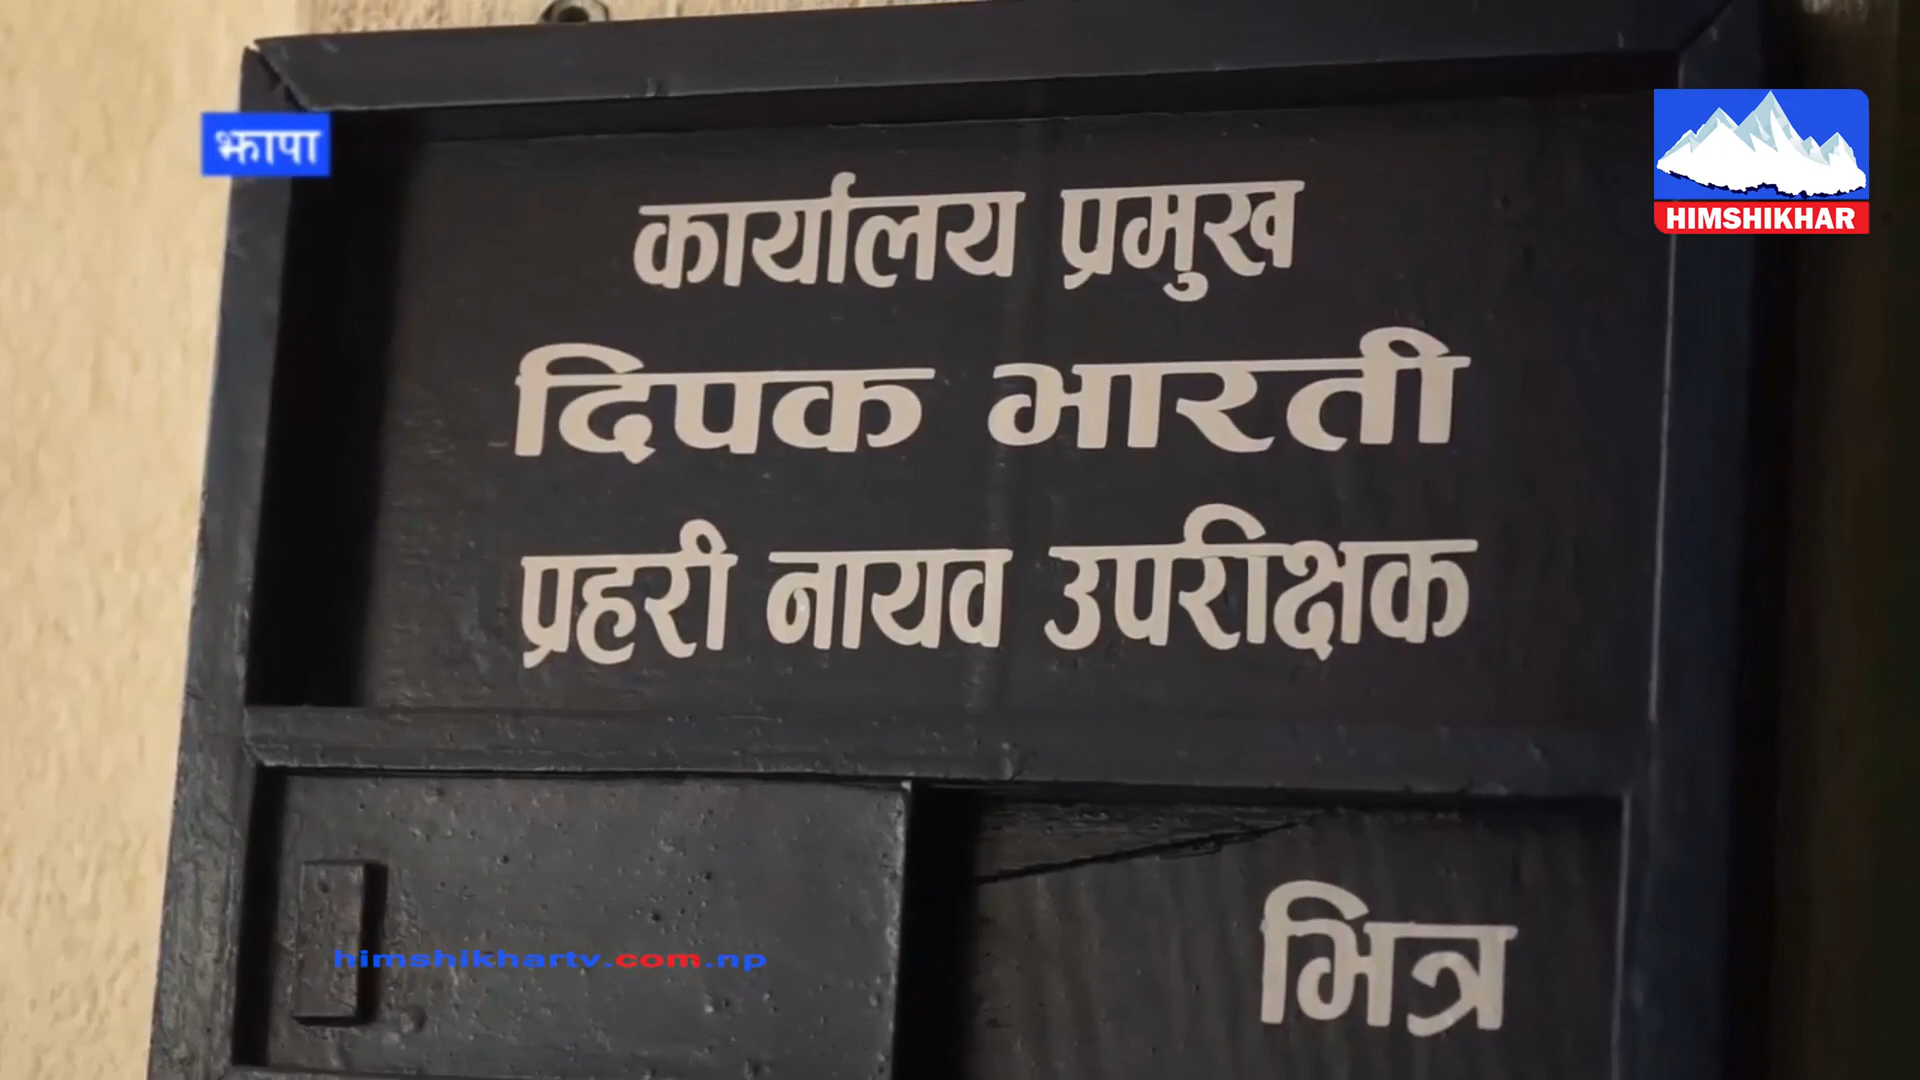 झापा
HIMSHIKHAR
कार्यालय प्रमुख
दिपक भारती
प्रहरी नायव उपरिक्षक
भित्र
himshikhartv.com.np